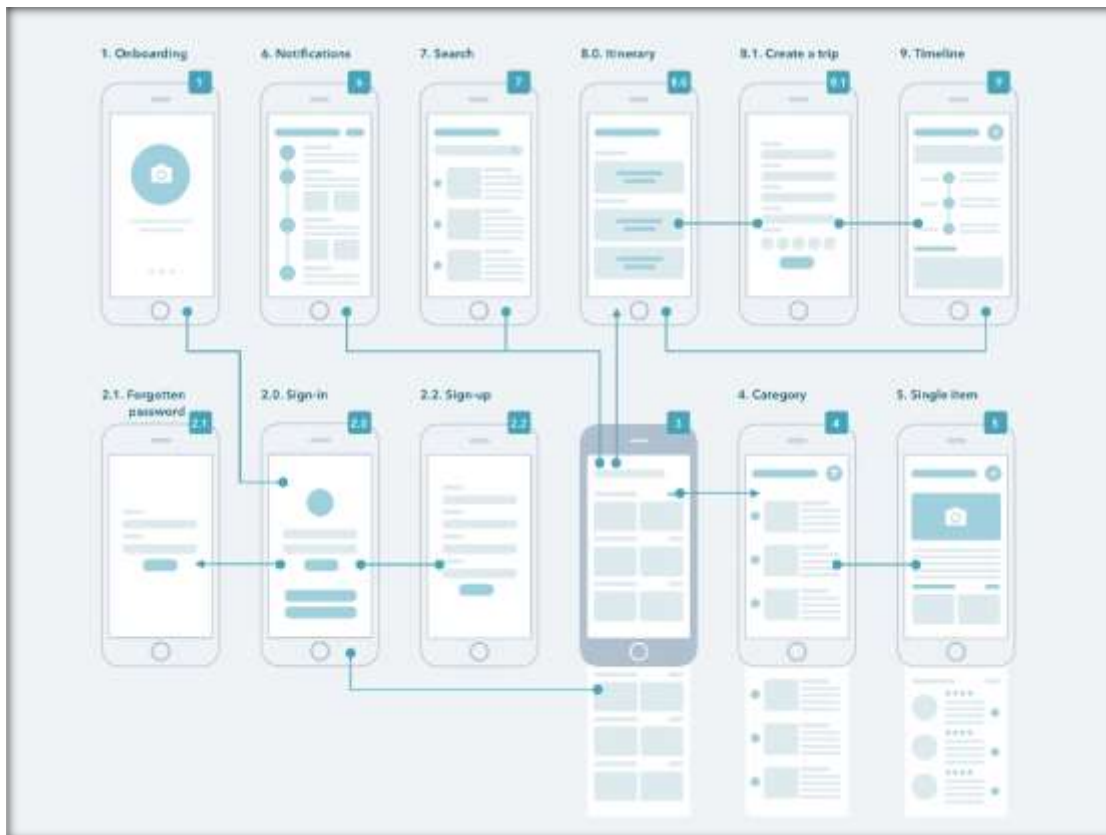 1. Onboarding
6. Notifications
7. Search
8.0. Itinerary
8.1. Create a trip
9. Timeline
1
6
7
8.0
8.1
9
2.1. Forgotten
password
2.0. Sign-in
2.2. Sign-up
4. Category
5. Single item
2.1
2.0
2.2
3
4
5